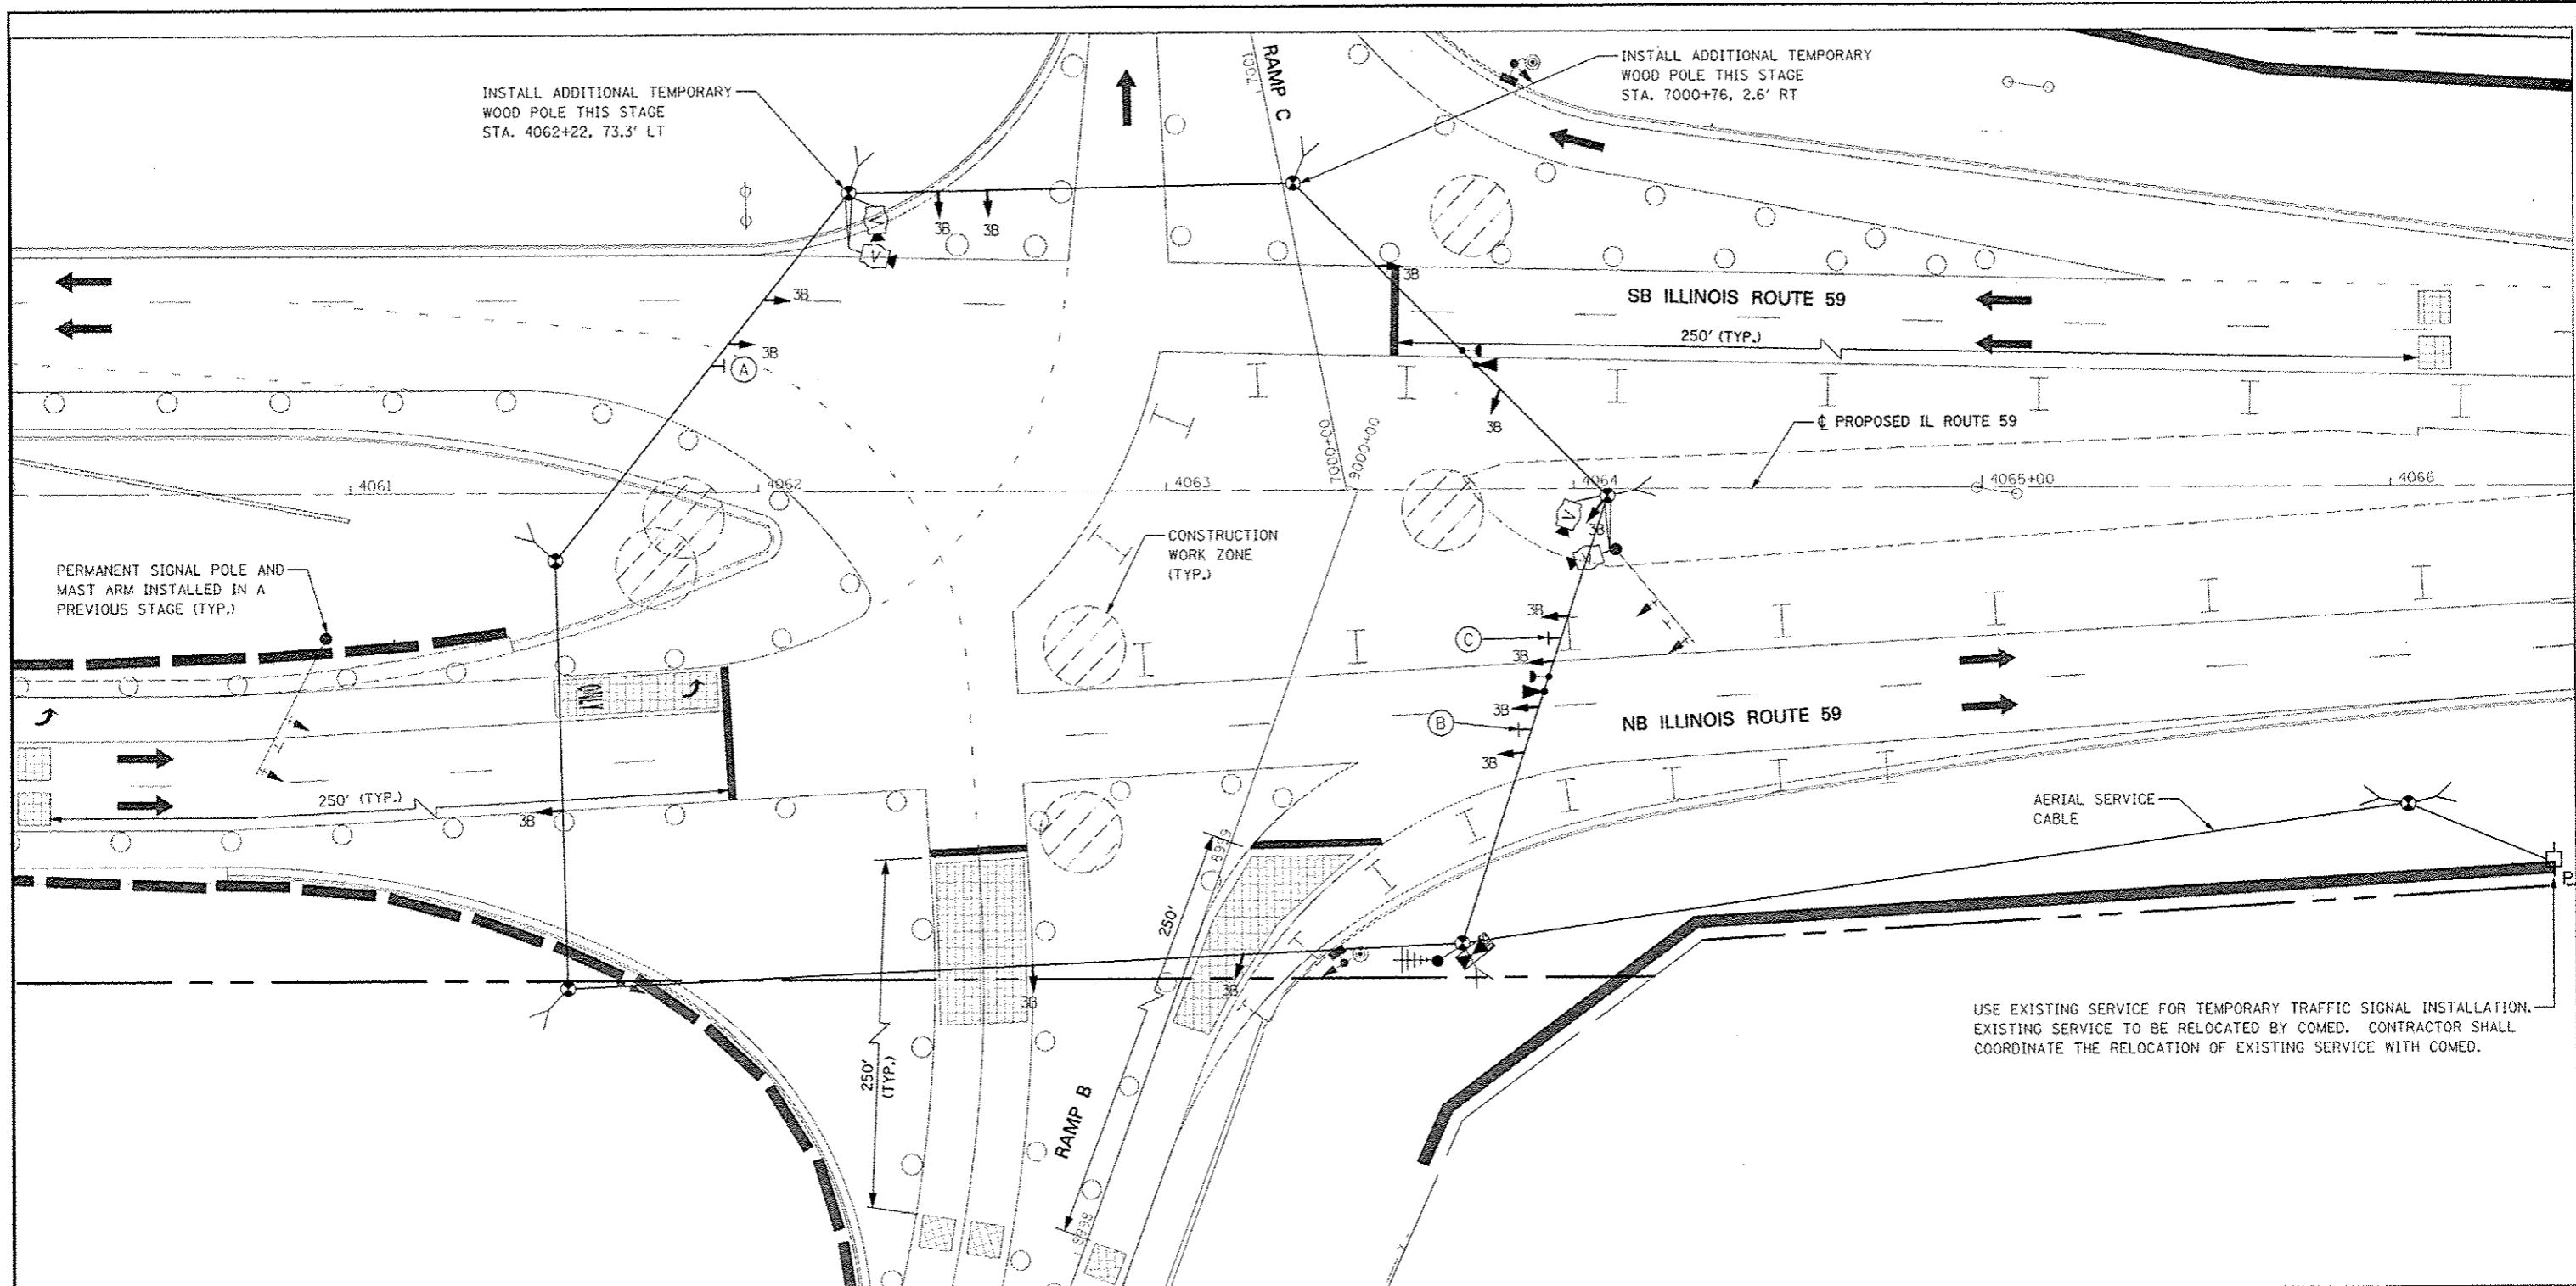 INSTALL ADDITIONAL TEMPORARY
WOOD POLE THIS STAGE
STA. 4062+22, 73.3' LT
RAMP C
7001
INSTALL ADDITIONAL TEMPORARY
WOOD POLE THIS STAGE
STA. 7000+76, 2.6' RT
V
V
3B
3B
3B
3B
A
3B
SB ILLINOIS ROUTE 59
250' (TYP.)
3B
℄ PROPOSED IL ROUTE 59
7000+00
9000+00
4061
4062
4063
4064
4065+00
4066
V
3B
V
CONSTRUCTION
WORK ZONE
(TYP.)
PERMANENT SIGNAL POLE AND
MAST ARM INSTALLED IN A
PREVIOUS STAGE (TYP.)
3B
C
3B
ONLY
3B
B
NB ILLINOIS ROUTE 59
3B
250' (TYP.)
3B
AERIAL SERVICE
CABLE
8999
P
250'
3B
3B
250'
(TYP.)
RAMP B
8998
USE EXISTING SERVICE FOR TEMPORARY TRAFFIC SIGNAL INSTALLATION.
EXISTING SERVICE TO BE RELOCATED BY COMED. CONTRACTOR SHALL
COORDINATE THE RELOCATION OF EXISTING SERVICE WITH COMED.